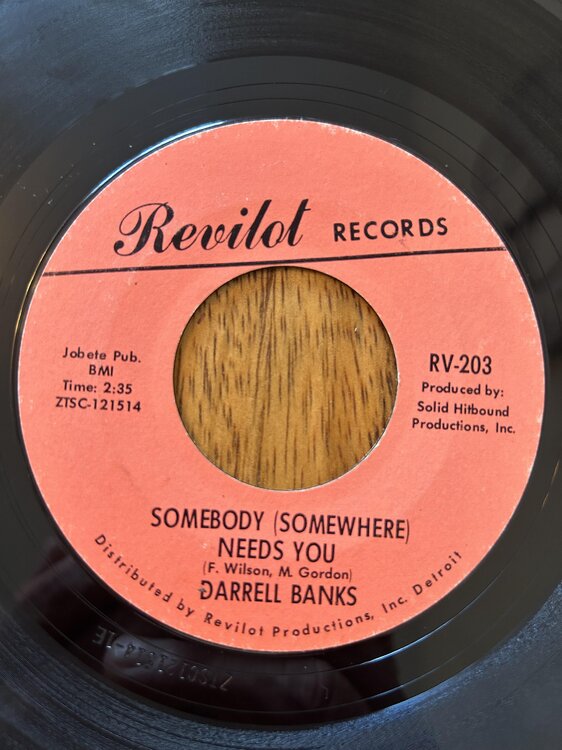 Revilot RECORDS
Jobete Pub.
BMI
Time: 2:35
ZTSC-121514
RV-203
Produced by:
Solid Hitbound
Productions, Inc.
SOMEBODY (SOMEWHERE)
NEEDS YOU
(F. Wilson, M. Gordon)
DARRELL BANKS
Distributed by Revilot Productions, Inc. Detroit